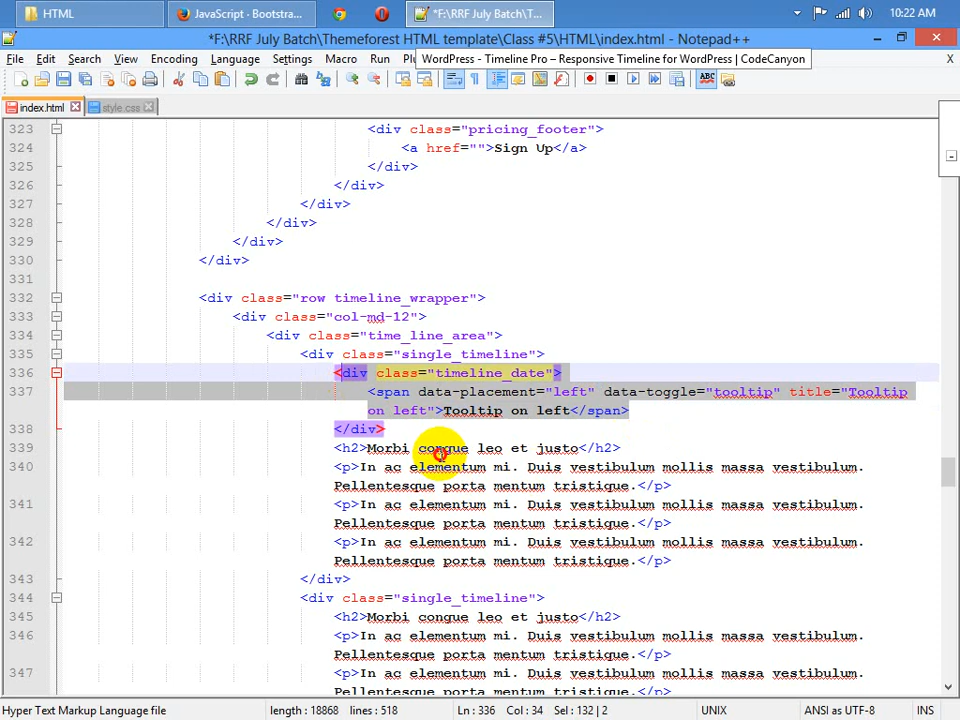 HTML
JavaScript - Bootstra...
*F:\RRF July Batch\T...
10:22 AM
*F:\RRF July Batch\Themeforest HTML template\Class #5\HTML\index.html - Notepad++
File Edit Search View Encoding Language Settings Macro Run Pl
WordPress - Timeline Pro – Responsive Timeline for WordPress | CodeCanyon
X
index.html
style.css
323 <div class="pricing_footer">
324 <a href="">Sign Up</a>
325 </div>
326 </div>
327 </div>
328 </div>
329 </div>
330 </div>
331
332 <div class="row timeline_wrapper">
333 <div class="col-md-12">
334 <div class="time_line_area">
335 <div class="single_timeline">
336 <div class="timeline_date">
337 <span data-placement="left" data-toggle="tooltip" title="Tooltip
on left">Tooltip on left</span>
338 </div>
339 <h2>Morbi congue leo et justo</h2>
340 <p>In ac elementum mi. Duis vestibulum mollis massa vestibulum.
Pellentesque porta mentum tristique.</p>
341 <p>In ac elementum mi. Duis vestibulum mollis massa vestibulum.
Pellentesque porta mentum tristique.</p>
342 <p>In ac elementum mi. Duis vestibulum mollis massa vestibulum.
Pellentesque porta mentum tristique.</p>
343 </div>
344 <div class="single_timeline">
345 <h2>Morbi congue leo et justo</h2>
346 <p>In ac elementum mi. Duis vestibulum mollis massa vestibulum.
Pellentesque porta mentum tristique.</p>
347 <p>In ac elementum mi. Duis vestibulum mollis massa vestibulum.
Pellentesque porta mentum tristique.</p>
Hyper Text Markup Language file length : 18868 lines : 518 Ln : 336 Col : 34 Sel : 132 | 2 UNIX ANSI as UTF-8 INS